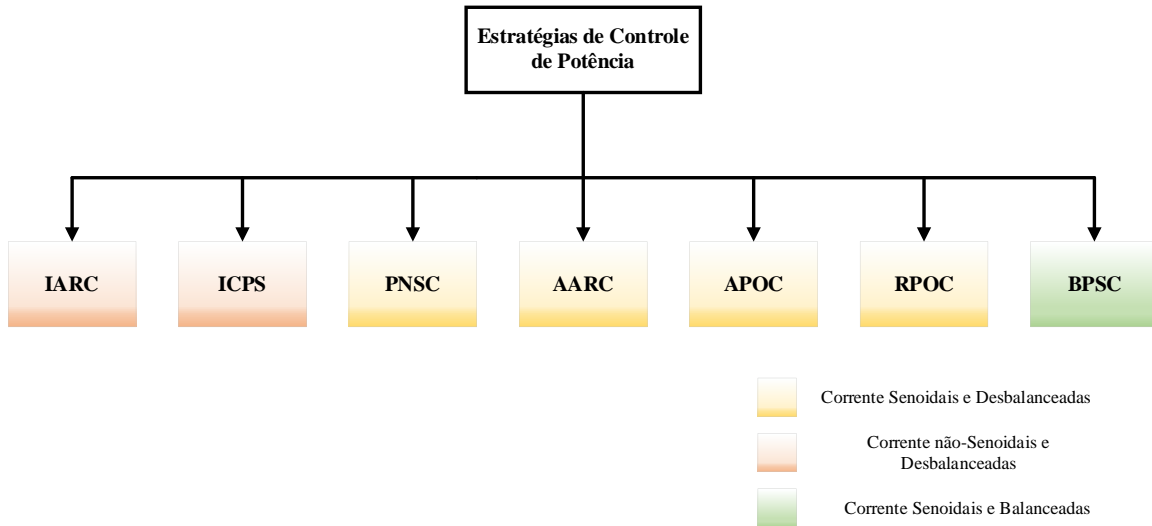 Estratégias de Controle
de Potência
IARC
ICPS
PNSC
AARC
APOC
RPOC
BPSC
Corrente Senoidais e Desbalanceadas
Corrente não-Senoidais e
Desbalanceadas
Corrente Senoidais e Balanceadas